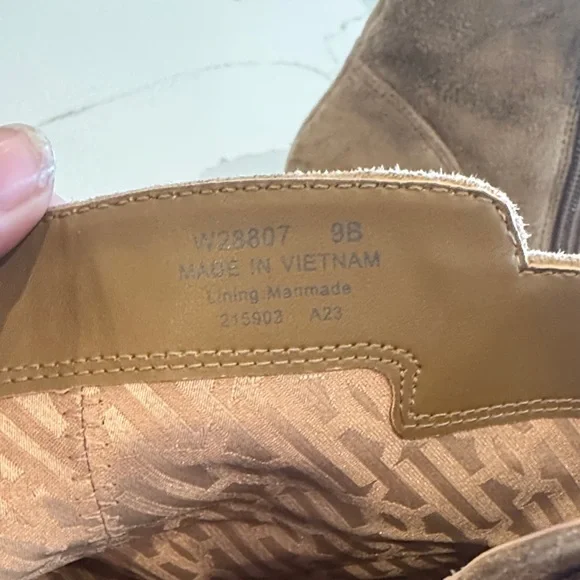 W28807 9B
MADE IN VIETNAM
Lining Manmade
215903 A23